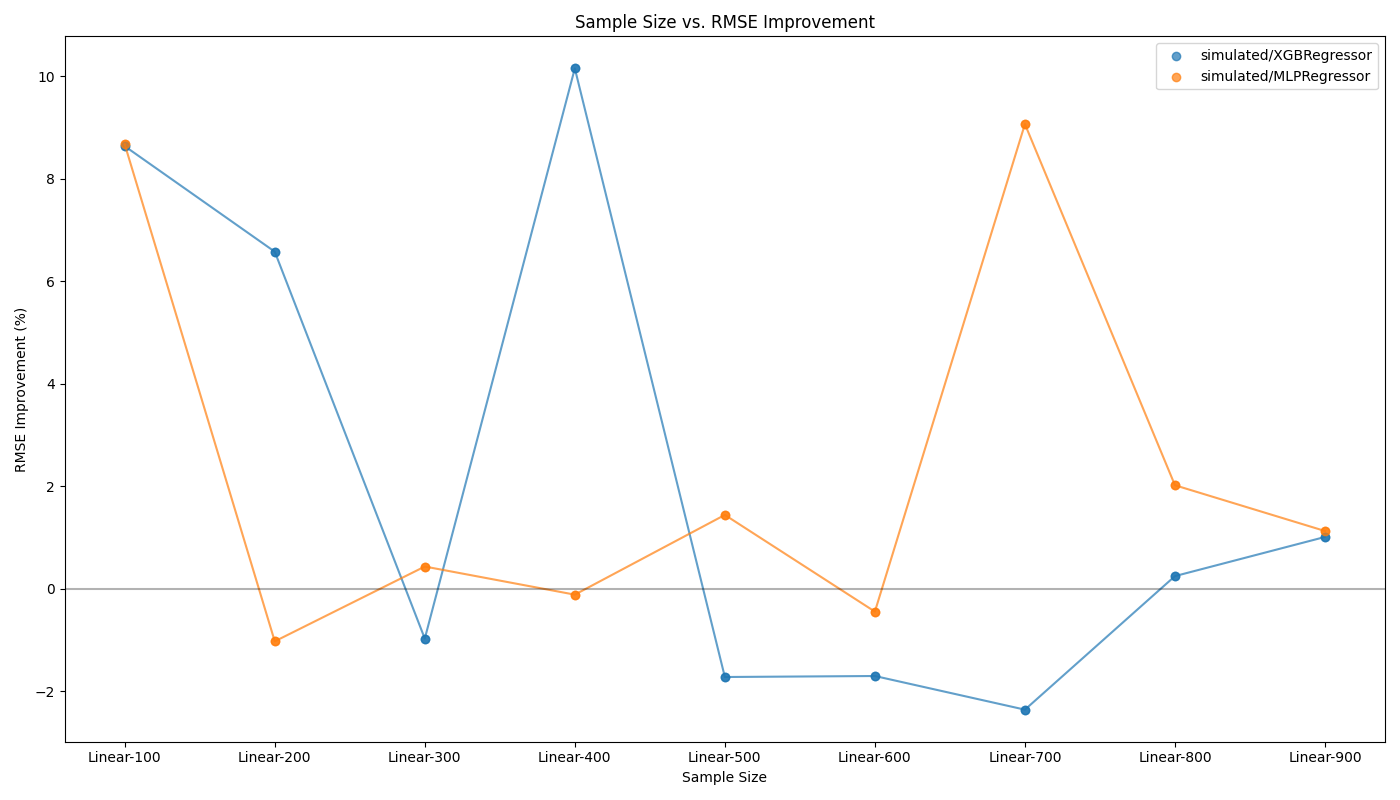 Sample Size vs. RMSE Improvement
simulated/XGBRegressor
simulated/MLPRegressor
RMSE Improvement (%)
10
8
6
4
2
0
−2
Linear-100 Linear-200 Linear-300 Linear-400 Linear-500 Linear-600 Linear-700 Linear-800 Linear-900
Sample Size